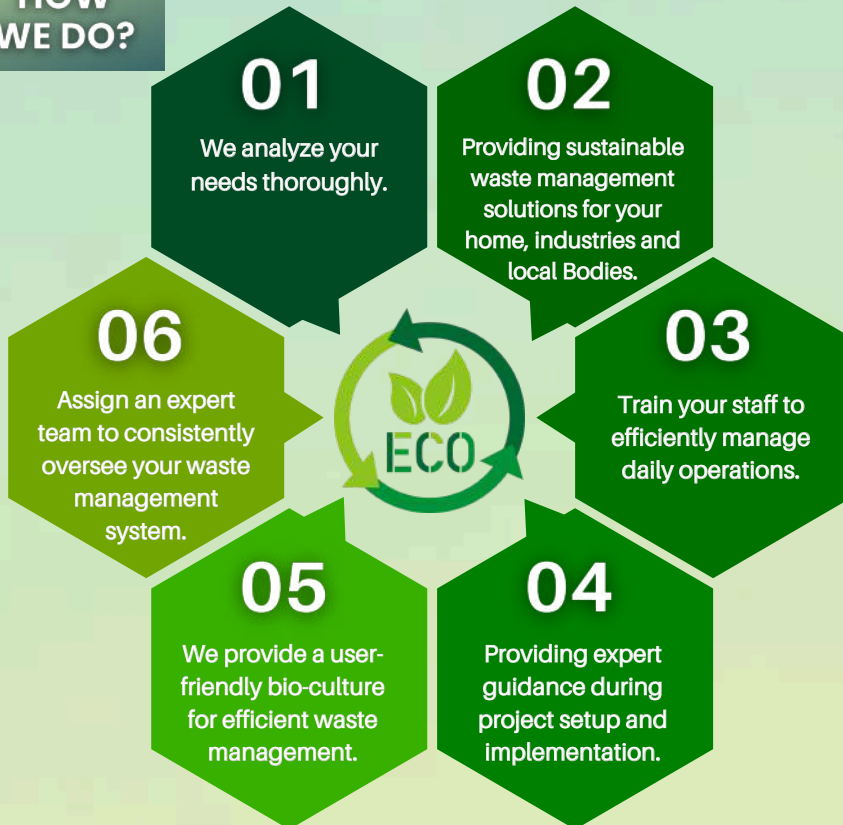 HOW
WE DO?
01
We analyze your
needs thoroughly.
02
Providing sustainable
waste management
solutions for your
home, industries and
local Bodies.
03
Train your staff to
efficiently manage
daily operations.
04
Providing expert
guidance during
project setup and
implementation.
05
We provide a user-
friendly bio-culture
for efficient waste
management.
06
Assign an expert
team to consistently
oversee your waste
management
system.
ECO